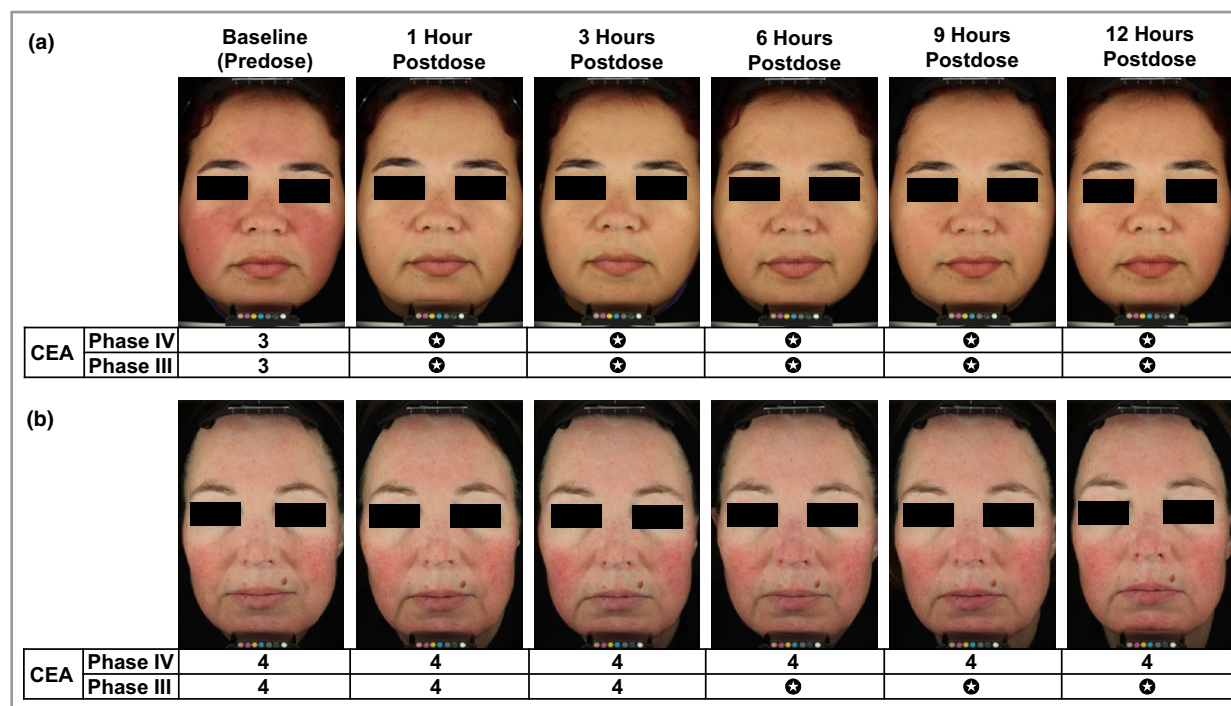 (a)
Baseline (Predose) 1 Hour Postdose 3 Hours Postdose 6 Hours Postdose 9 Hours Postdose 12 Hours Postdose
CEA
Phase IV 3 ✪ ✪ ✪ ✪ ✪
Phase III 3 ✪ ✪ ✪ ✪ ✪
(b)
CEA
Phase IV 4 4 4 4 4 4
Phase III 4 4 4 ✪ ✪ ✪